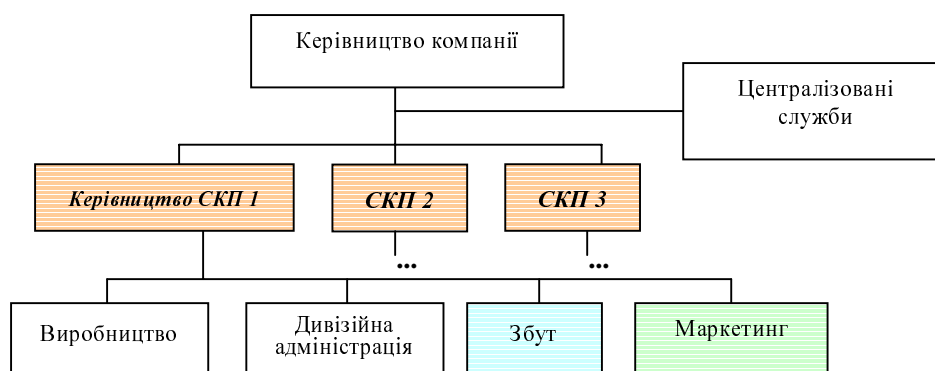 Керівництво компанії
Централізовані
служби
Керівництво СКП 1
СКП 2
СКП 3
...
...
Виробництво
Дивізійна
адміністрація
Збут
Маркетинг